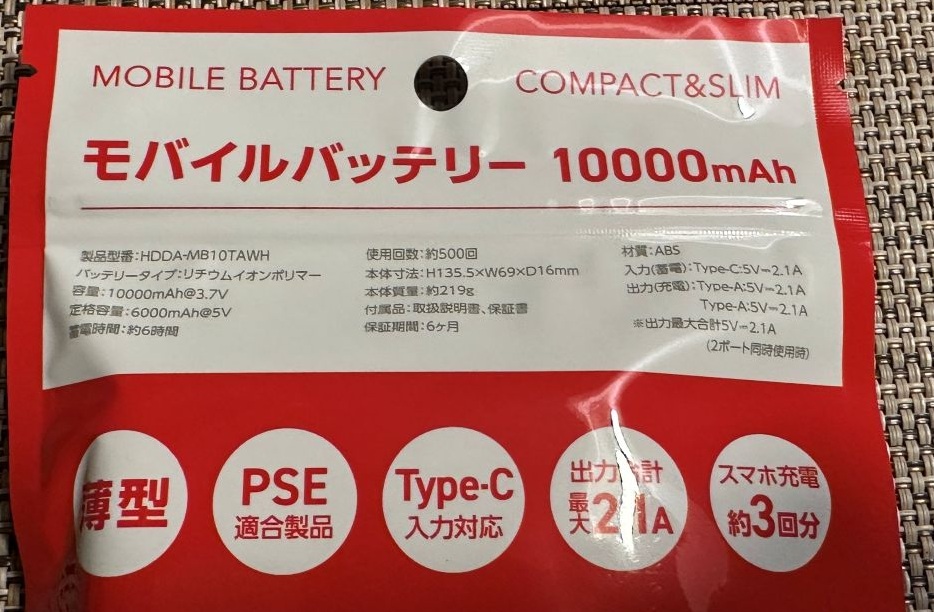 MOBILE BATTERY
COMPACT&SLIM
モバイルバッテリー 10000mAh
製品型番:HDDA-MB10TAWH
バッテリータイプ:リチウムイオンポリマー
容量:10000mAh@3.7V
定格容量:6000mAh@5V
蓄電時間:約6時間
使用回数:約500回
本体寸法:H135.5×W69×D16mm
本体質量:約219g
付属品:取扱説明書、保証書
保証期間:6ヶ月
材質:ABS
入力(蓄電):Type-C:5V⎓2.1A
出力(充電):Type-A:5V⎓2.1A
Type-A:5V⎓2.1A
※出力最大合計5V⎓2.1A
(2ポート同時使用時)
薄型
PSE
適合製品
Type-C
入力対応
出力合計
最大2.1A
スマホ充電
約3回分